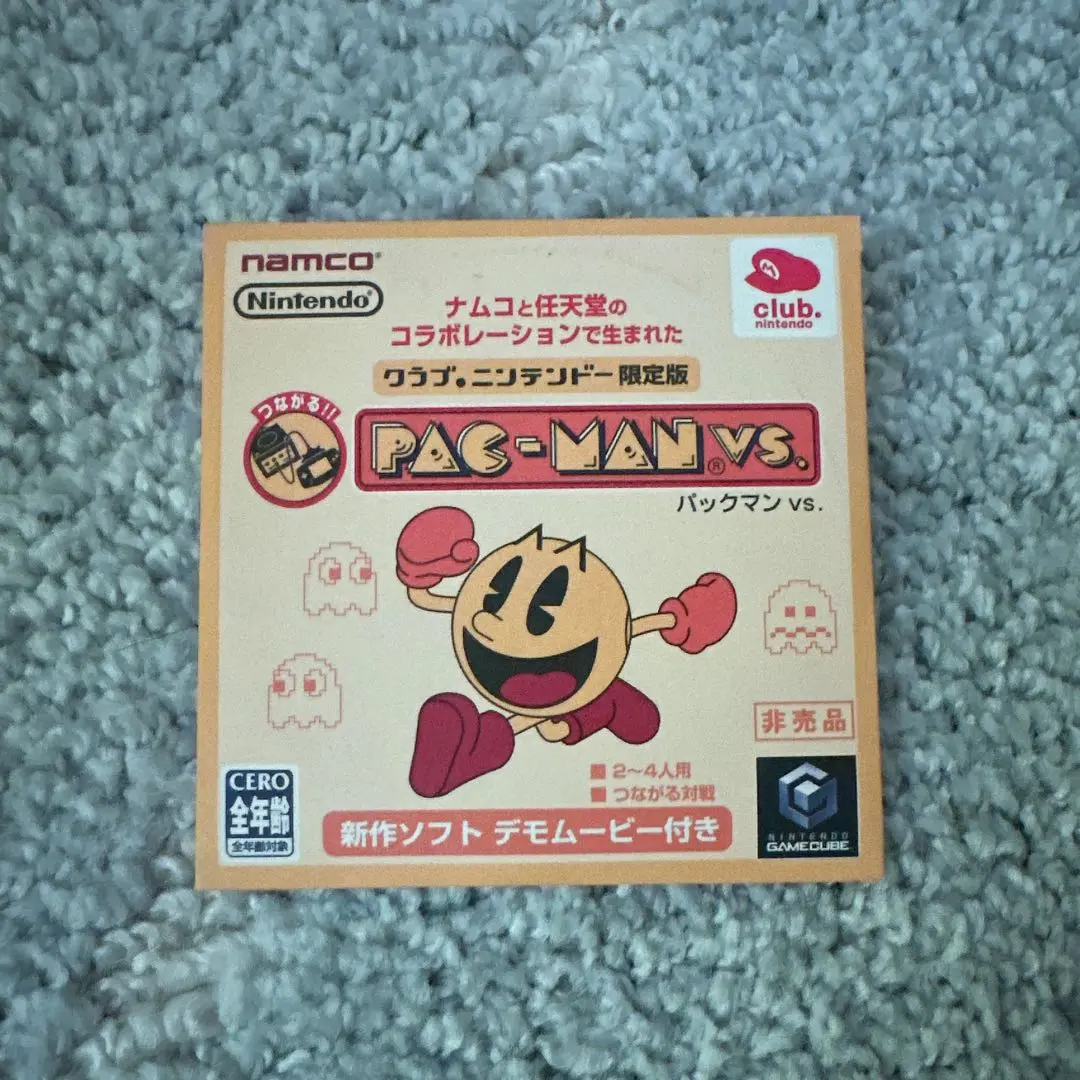 namco®
Nintendo®
club.
nintendo
ナムコと任天堂の
コラボレーションで生まれた
クラブ。ニンテンドー 限定版
つながる!!
PAC-MAN® VS.
パックマン vs.
非売品
■ 2〜4人用
■ つながる対戦
CERO
全年齢
全年齢対象
新作ソフト デモムービー付き
NINTENDO
GAMECUBE™